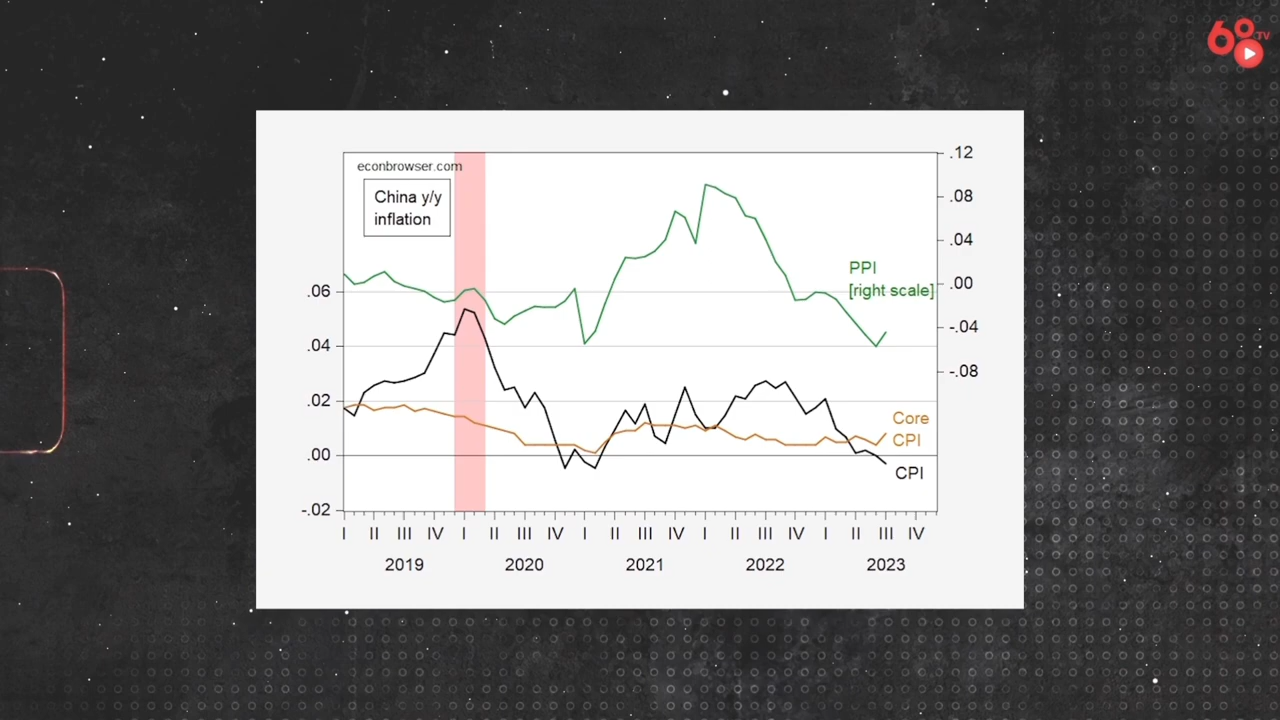 68 TV
econbrowser.com
China y/y
inflation
.12
.08
.04
.00
-.04
-.08
.06
.04
.02
.00
-.02
PPI
[right scale]
Core
CPI
CPI
I II III IV I II III IV I II III IV I II III IV I II III IV
2019 2020 2021 2022 2023